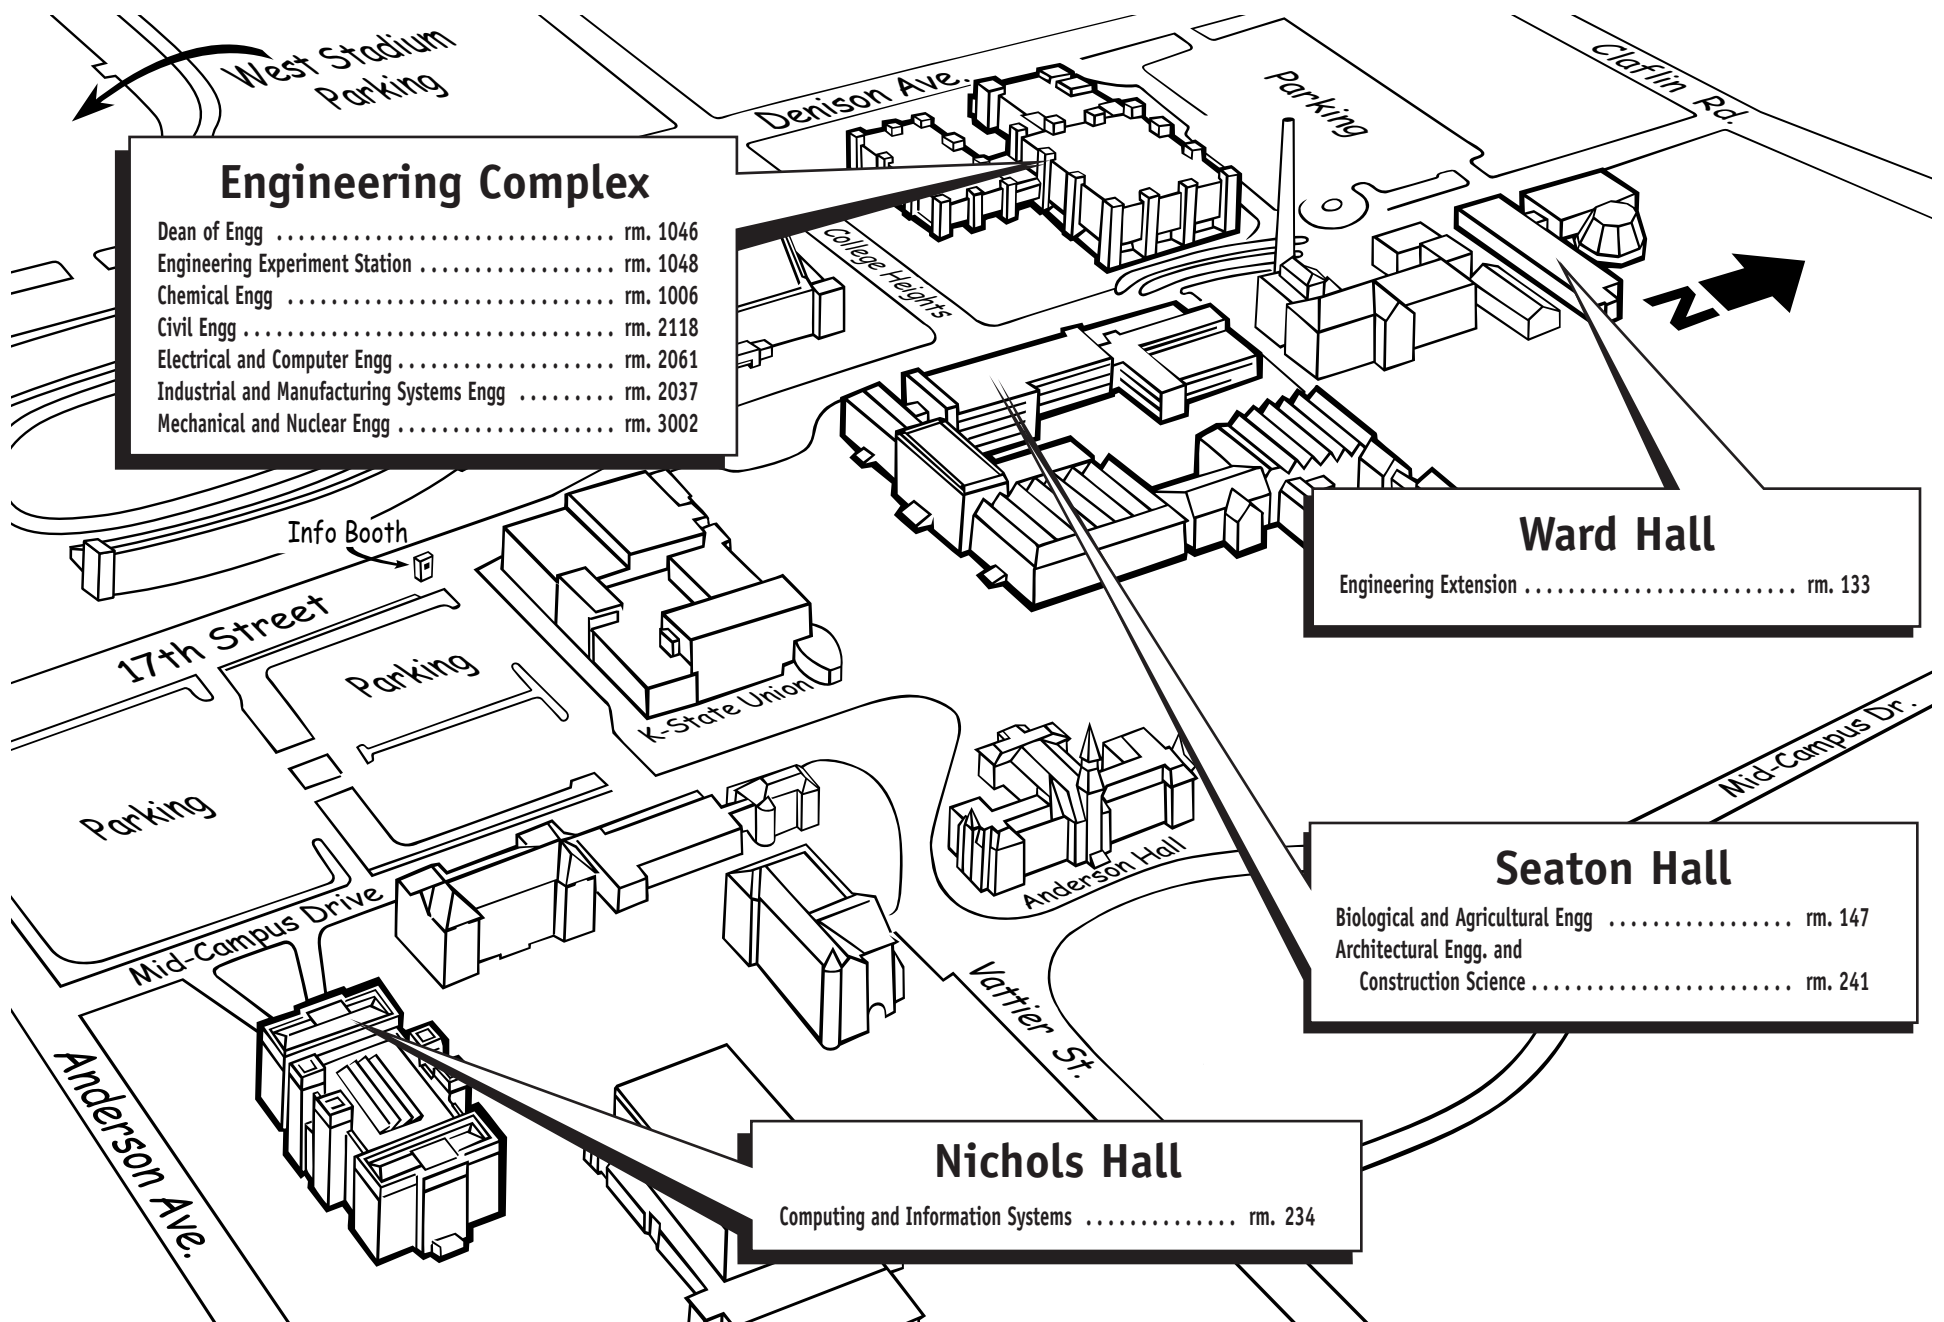 West Stadium
Parking
Denison Ave.
Parking
Claflin Rd.
Engineering Complex
Dean of Engg ............................... rm. 1046
Engineering Experiment Station .................. rm. 1048
Chemical Engg .............................. rm. 1006
Civil Engg .................................. rm. 2118
Electrical and Computer Engg .................... rm. 2061
Industrial and Manufacturing Systems Engg ......... rm. 2037
Mechanical and Nuclear Engg .................... rm. 3002
College Heights
N
Info Booth
17th Street
Parking
K-State Union
Ward Hall
Engineering Extension ......................... rm. 133
Mid-Campus Dr.
Parking
Anderson Hall
Seaton Hall
Biological and Agricultural Engg ................. rm. 147
Architectural Engg. and
Construction Science ........................ rm. 241
Mid-Campus Drive
Vattier St.
Anderson Ave.
Nichols Hall
Computing and Information Systems .............. rm. 234